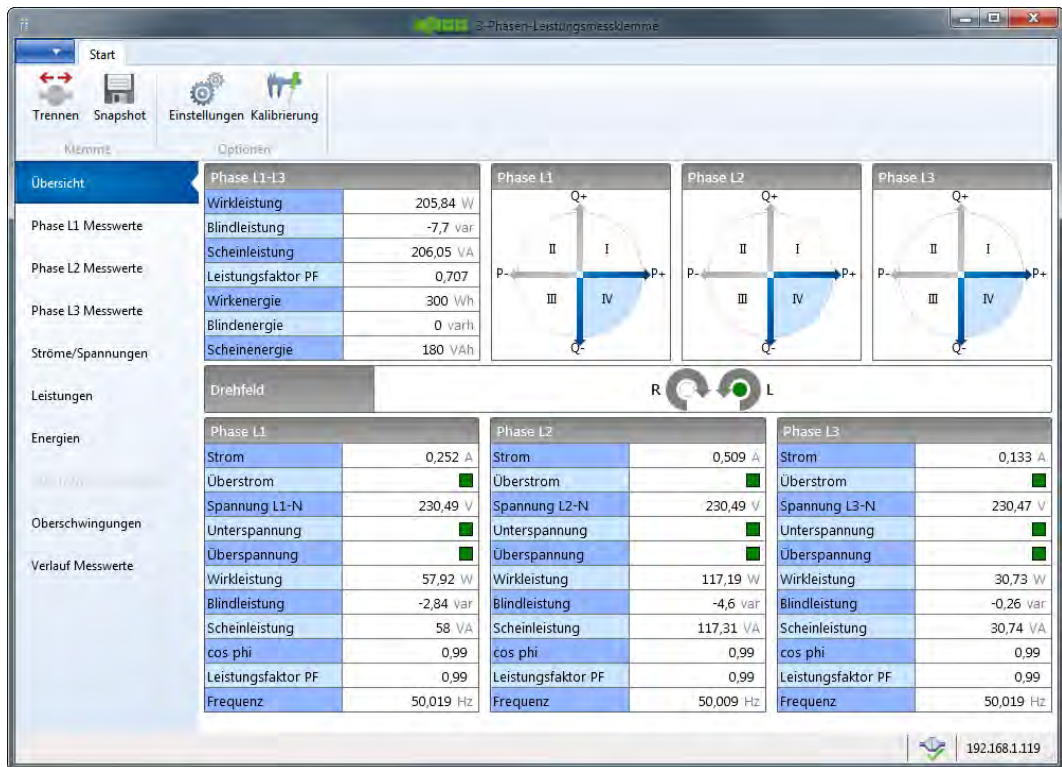 3-Phasen-Leistungsmessklemme
Start
Trennen Snapshot Einstellungen Kalibrierung
Klemme Optionen
Übersicht
Phase L1 Messwerte
Phase L2 Messwerte
Phase L3 Messwerte
Ströme/Spannungen
Leistungen
Energien
Oberschwingungen
Verlauf Messwerte
Phase L1-L3
Wirkleistung 205,84 W
Blindleistung -7,7 var
Scheinleistung 206,05 VA
Leistungsfaktor PF 0,707
Wirkenergie 300 Wh
Blindenergie 0 varh
Scheinenergie 180 VAh
Phase L1
Q+
II I
P- P+
III IV
Q-
Phase L2
Q+
II I
P- P+
III IV
Q-
Phase L3
Q+
II I
P- P+
III IV
Q-
Drehfeld R L
Phase L1
Strom 0,252 A
Überstrom
Spannung L1-N 230,49 V
Unterspannung
Überspannung
Wirkleistung 57,92 W
Blindleistung -2,84 var
Scheinleistung 58 VA
cos phi 0,99
Leistungsfaktor PF 0,99
Frequenz 50,019 Hz
Phase L2
Strom 0,509 A
Überstrom
Spannung L2-N 230,49 V
Unterspannung
Überspannung
Wirkleistung 117,19 W
Blindleistung -4,6 var
Scheinleistung 117,31 VA
cos phi 0,99
Leistungsfaktor PF 0,99
Frequenz 50,009 Hz
Phase L3
Strom 0,133 A
Überstrom
Spannung L3-N 230,47 V
Unterspannung
Überspannung
Wirkleistung 30,73 W
Blindleistung -0,26 var
Scheinleistung 30,74 VA
cos phi 0,99
Leistungsfaktor PF 0,99
Frequenz 50,019 Hz
192.168.1.119